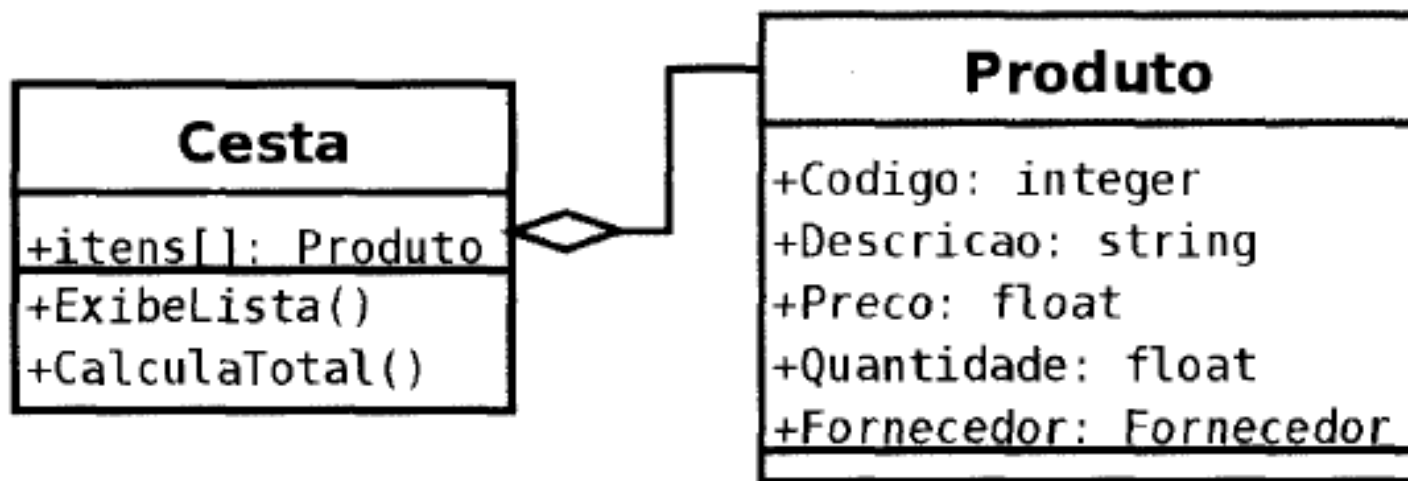 Cesta
+itens[]: Produto
+ExibeLista()
+CalculaTotal()
Produto
+Codigo: integer
+Descricao: string
+Preco: float
+Quantidade: float
+Fornecedor: Fornecedor